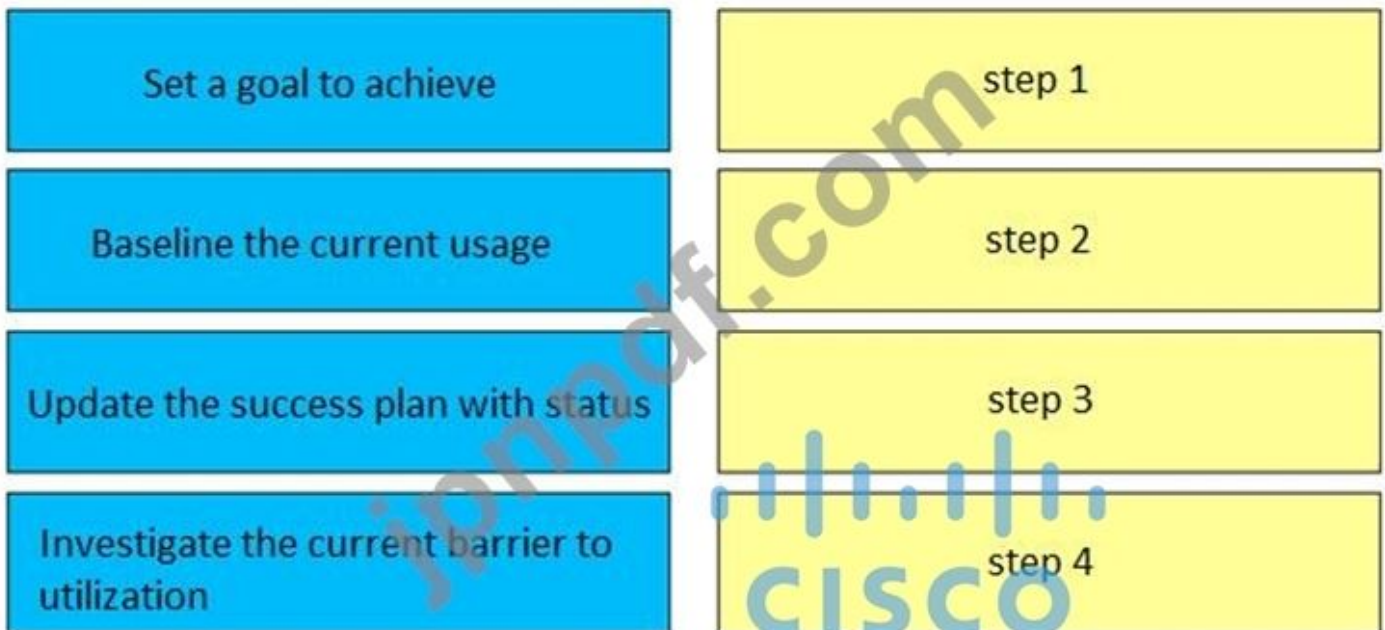 Set a goal to achieve
step 1
Baseline the current usage
step 2
Update the success plan with status
step 3
Investigate the current barrier to
utilization
step 4
jpnpdf.com
CISCO